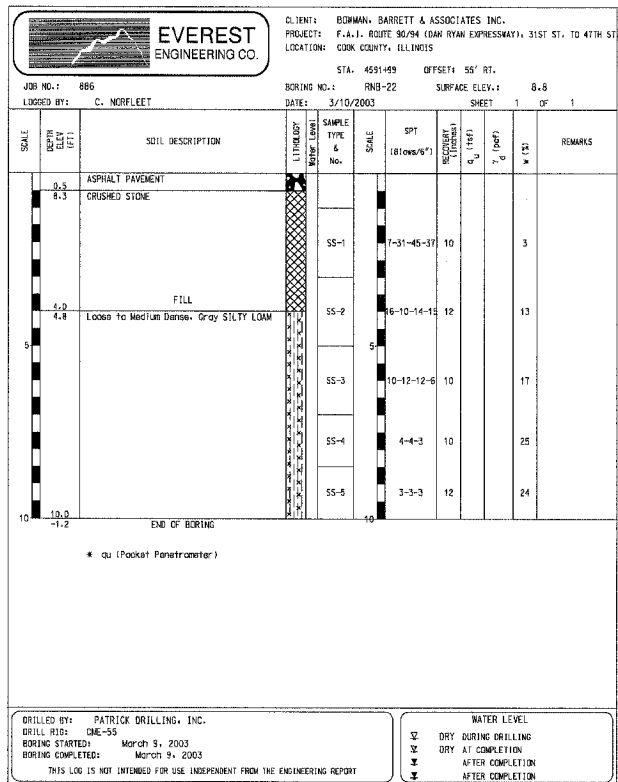 EVEREST
ENGINEERING CO.
CLIENT: BOWMAN, BARRETT & ASSOCIATES INC.
PROJECT: F.A.I. ROUTE 90/94 (DAN RYAN EXPRESSWAY), 31ST ST. TO 47TH ST
LOCATION: COOK COUNTY, ILLINOIS
STA. 4591+99 OFFSET: 55' RT.
JOB NO.: 886 BORING NO.: RNB-22 SURFACE ELEV.: 8.8
LOGGED BY: C. NORFLEET DATE: 3/10/2003 SHEET 1 OF 1
SCALE DEPTH ELEV (FT) SOIL DESCRIPTION LITHOLOGY Water Level SAMPLE TYPE & No. SCALE SPT (Blows/6") RECOVERY (Inches) qu (tsf) γd (pcf) w (%) REMARKS
ASPHALT PAVEMENT
0.5
8.3 CRUSHED STONE
SS-1 7-31-45-37 10 3
FILL
4.0
4.8 Loose to Medium Dense, Gray SILTY LOAM
SS-2 16-10-14-15 12 13
5 5
SS-3 10-12-12-6 10 17
SS-4 4-4-3 10 25
SS-5 3-3-3 12 24
10 10.0 10
-1.2 END OF BORING
* qu (Pocket Penetrometer)
DRILLED BY: PATRICK DRILLING, INC.
DRILL RIG: CME-55
BORING STARTED: March 9, 2003
BORING COMPLETED: March 9, 2003
THIS LOG IS NOT INTENDED FOR USE INDEPENDENT FROM THE ENGINEERING REPORT
WATER LEVEL
DRY DURING DRILLING
DRY AT COMPLETION
AFTER COMPLETION
AFTER COMPLETION